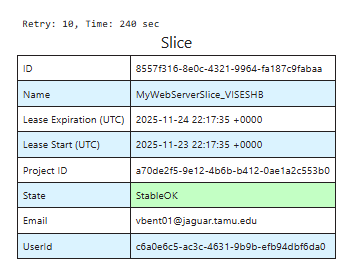 Retry: 10, Time: 240 sec
Slice
ID 8557f316-8e0c-4321-9964-fa187c9fabaa
Name MyWebServerSlice_VISESHB
Lease Expiration (UTC) 2025-11-24 22:17:35 +0000
Lease Start (UTC) 2025-11-23 22:17:35 +0000
Project ID a70de2f5-9e12-4b6b-b412-0ae1a2c553b0
State StableOK
Email vbent01@jaguar.tamu.edu
UserId c6a0e6c5-ac3c-4631-9b9b-efb94dbf6da0